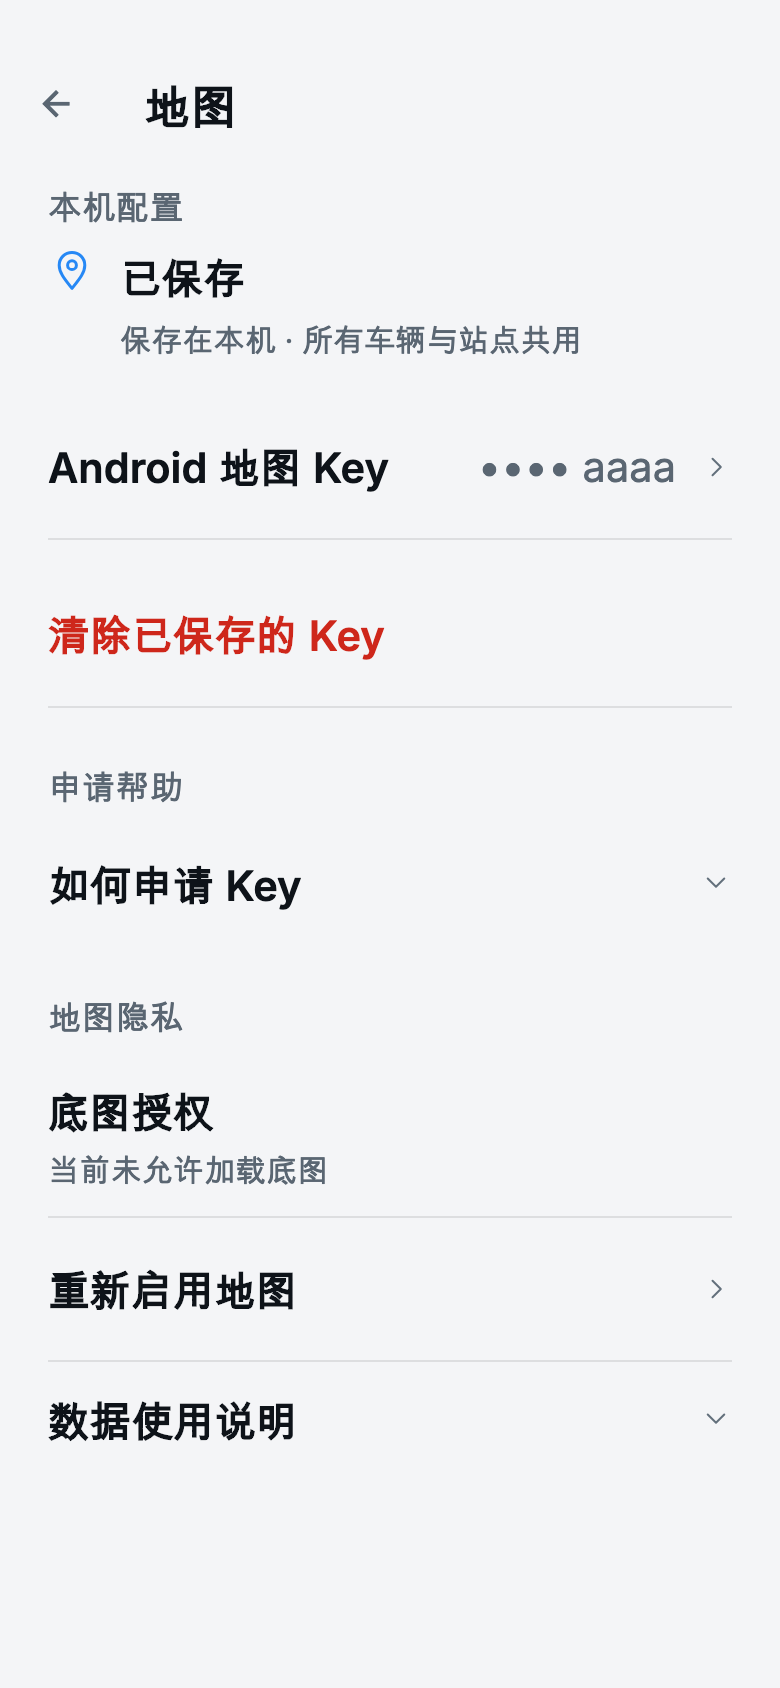 地图
本机配置
已保存
保存在本机 · 所有车辆与站点共用
Android 地图 Key •••• aaaa
清除已保存的 Key
申请帮助
如何申请 Key
地图隐私
底图授权
当前未允许加载底图
重新启用地图
数据使用说明